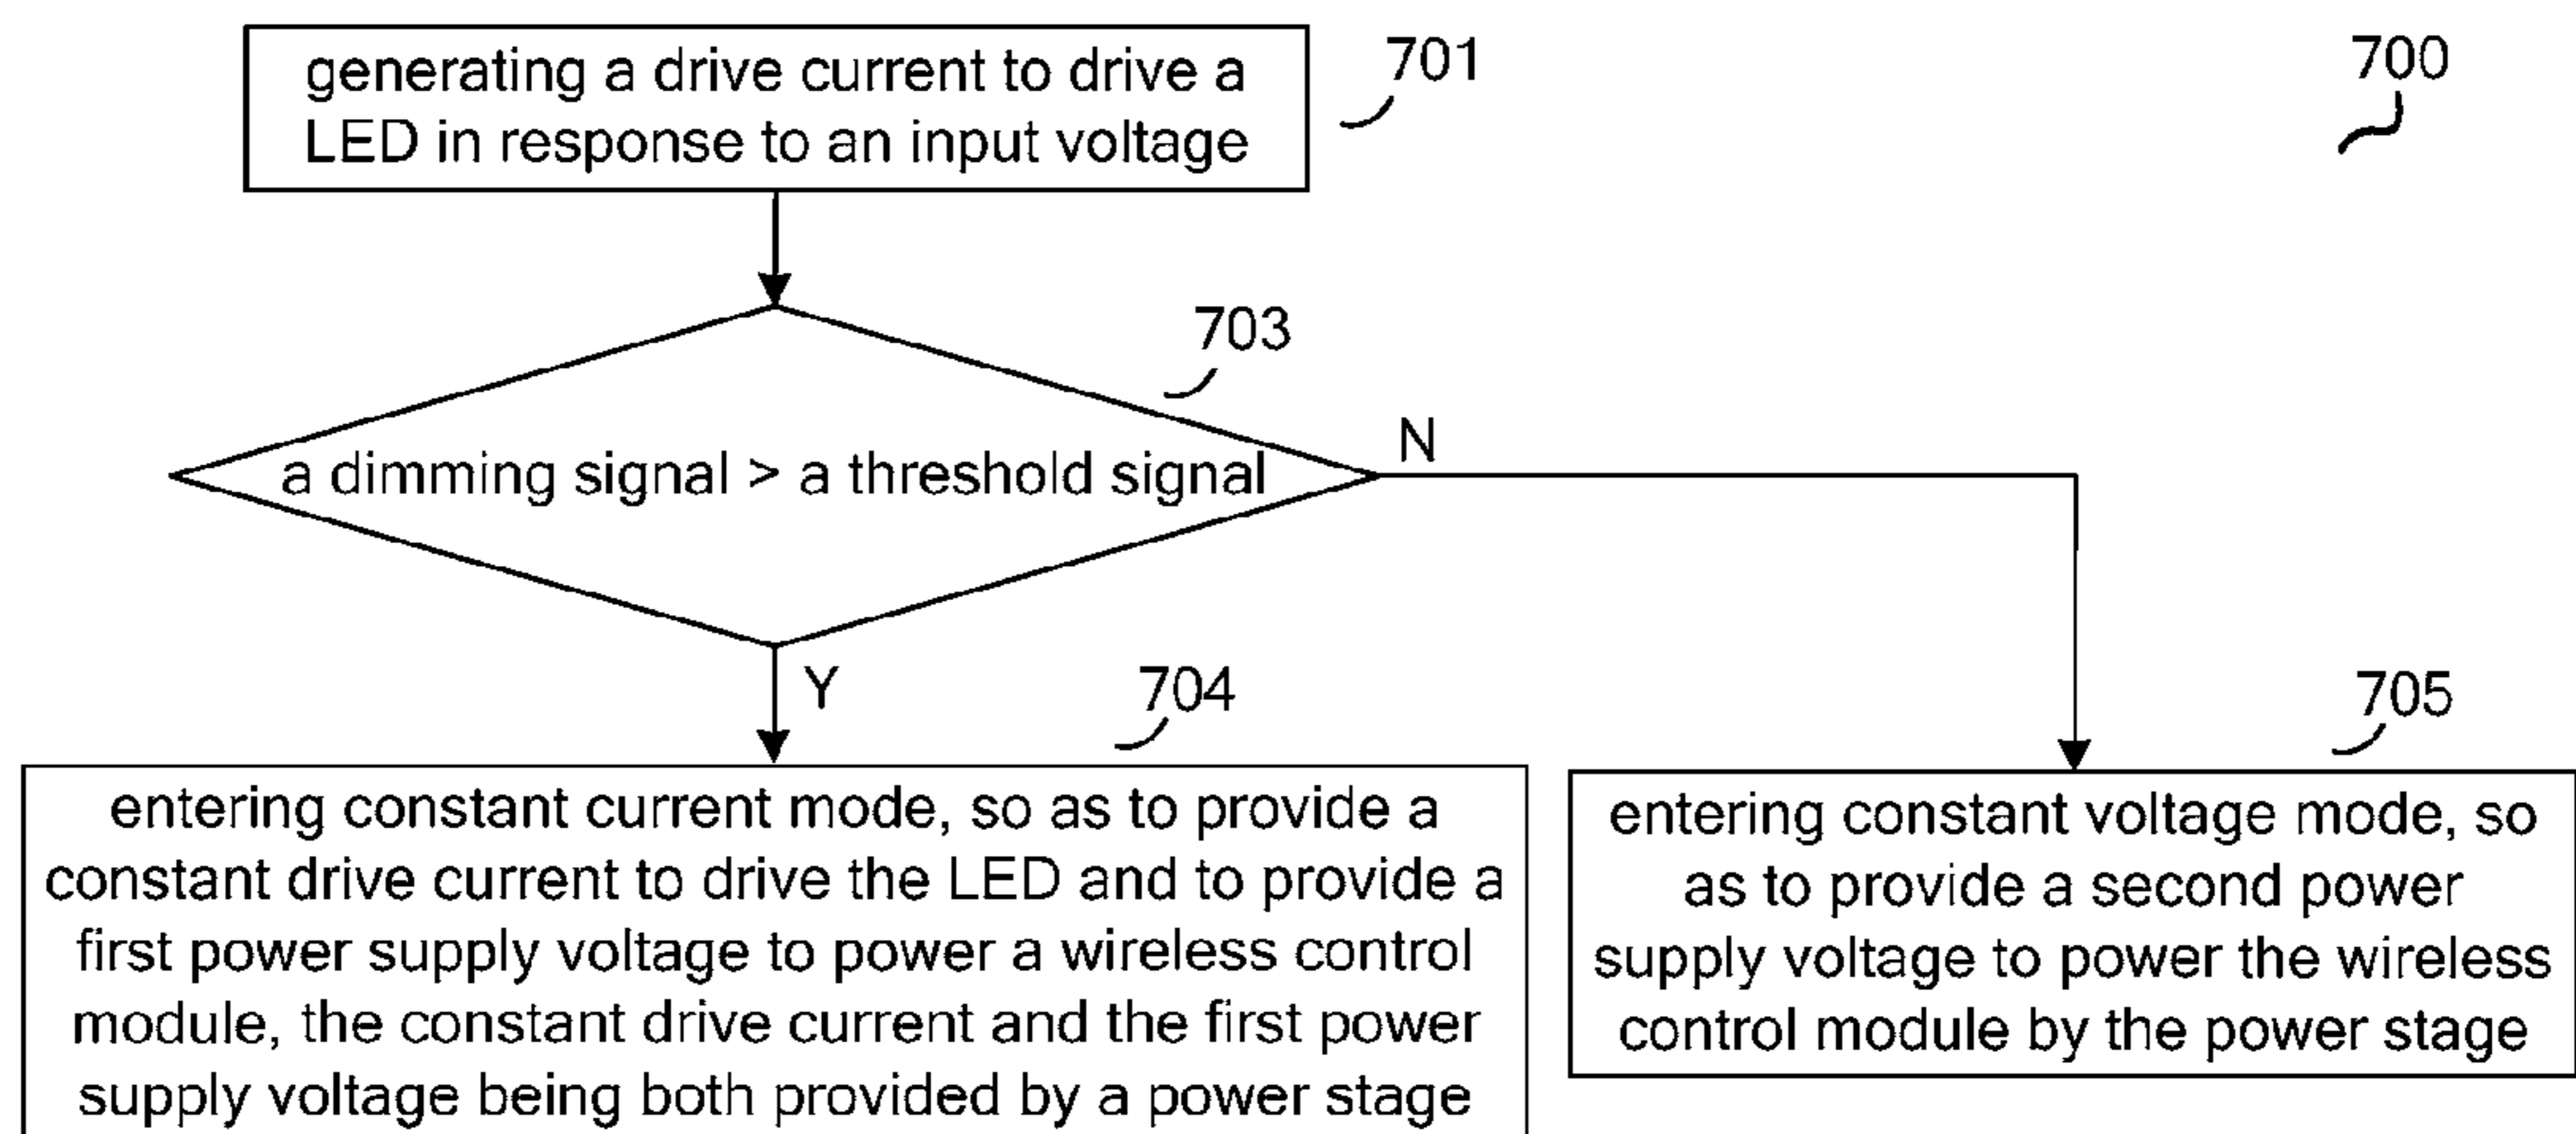 generating a drive current to drive a
LED in response to an input voltage
701
700
703
a dimming signal > a threshold signal
N
Y
704
705
entering constant current mode, so as to provide a
constant drive current to drive the LED and to provide a
first power supply voltage to power a wireless control
module, the constant drive current and the first power
supply voltage being both provided by a power stage
entering constant voltage mode, so
as to provide a second power
supply voltage to power the wireless
control module by the power stage